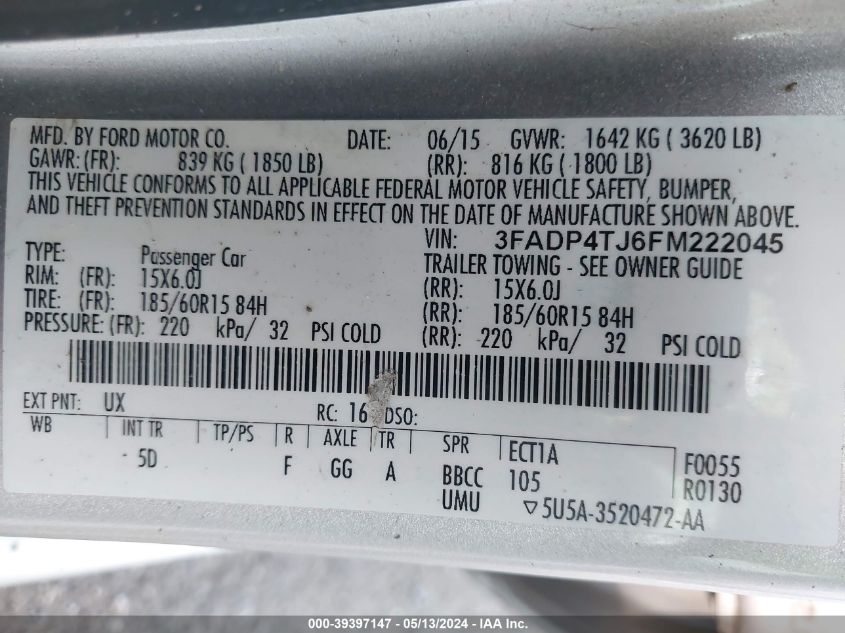 MFD. BY FORD MOTOR CO. DATE: 06/15 GVWR: 1642 KG ( 3620 LB)
GAWR: (FR): 839 KG ( 1850 LB) (RR): 816 KG ( 1800 LB)
THIS VEHICLE CONFORMS TO ALL APPLICABLE FEDERAL MOTOR VEHICLE SAFETY, BUMPER,
AND THEFT PREVENTION STANDARDS IN EFFECT ON THE DATE OF MANUFACTURE SHOWN ABOVE.
VIN: 3FADP4TJ6FM222045
TYPE: Passenger Car TRAILER TOWING - SEE OWNER GUIDE
RIM: (FR): 15X6.0J (RR): 15X6.0J
TIRE: (FR): 185/60R15 84H (RR): 185/60R15 84H
PRESSURE: (FR): 220 kPa/ 32 PSI COLD (RR): 220 kPa/ 32 PSI COLD
EXT PNT: UX RC: 16 DSO:
WB INT TR TP/PS R AXLE TR SPR ECT1A F0055
5D F GG A BBCC 105 R0130
UMU ▽5U5A-3520472-AA
000-39397147 - 05/13/2024 - IAA Inc.